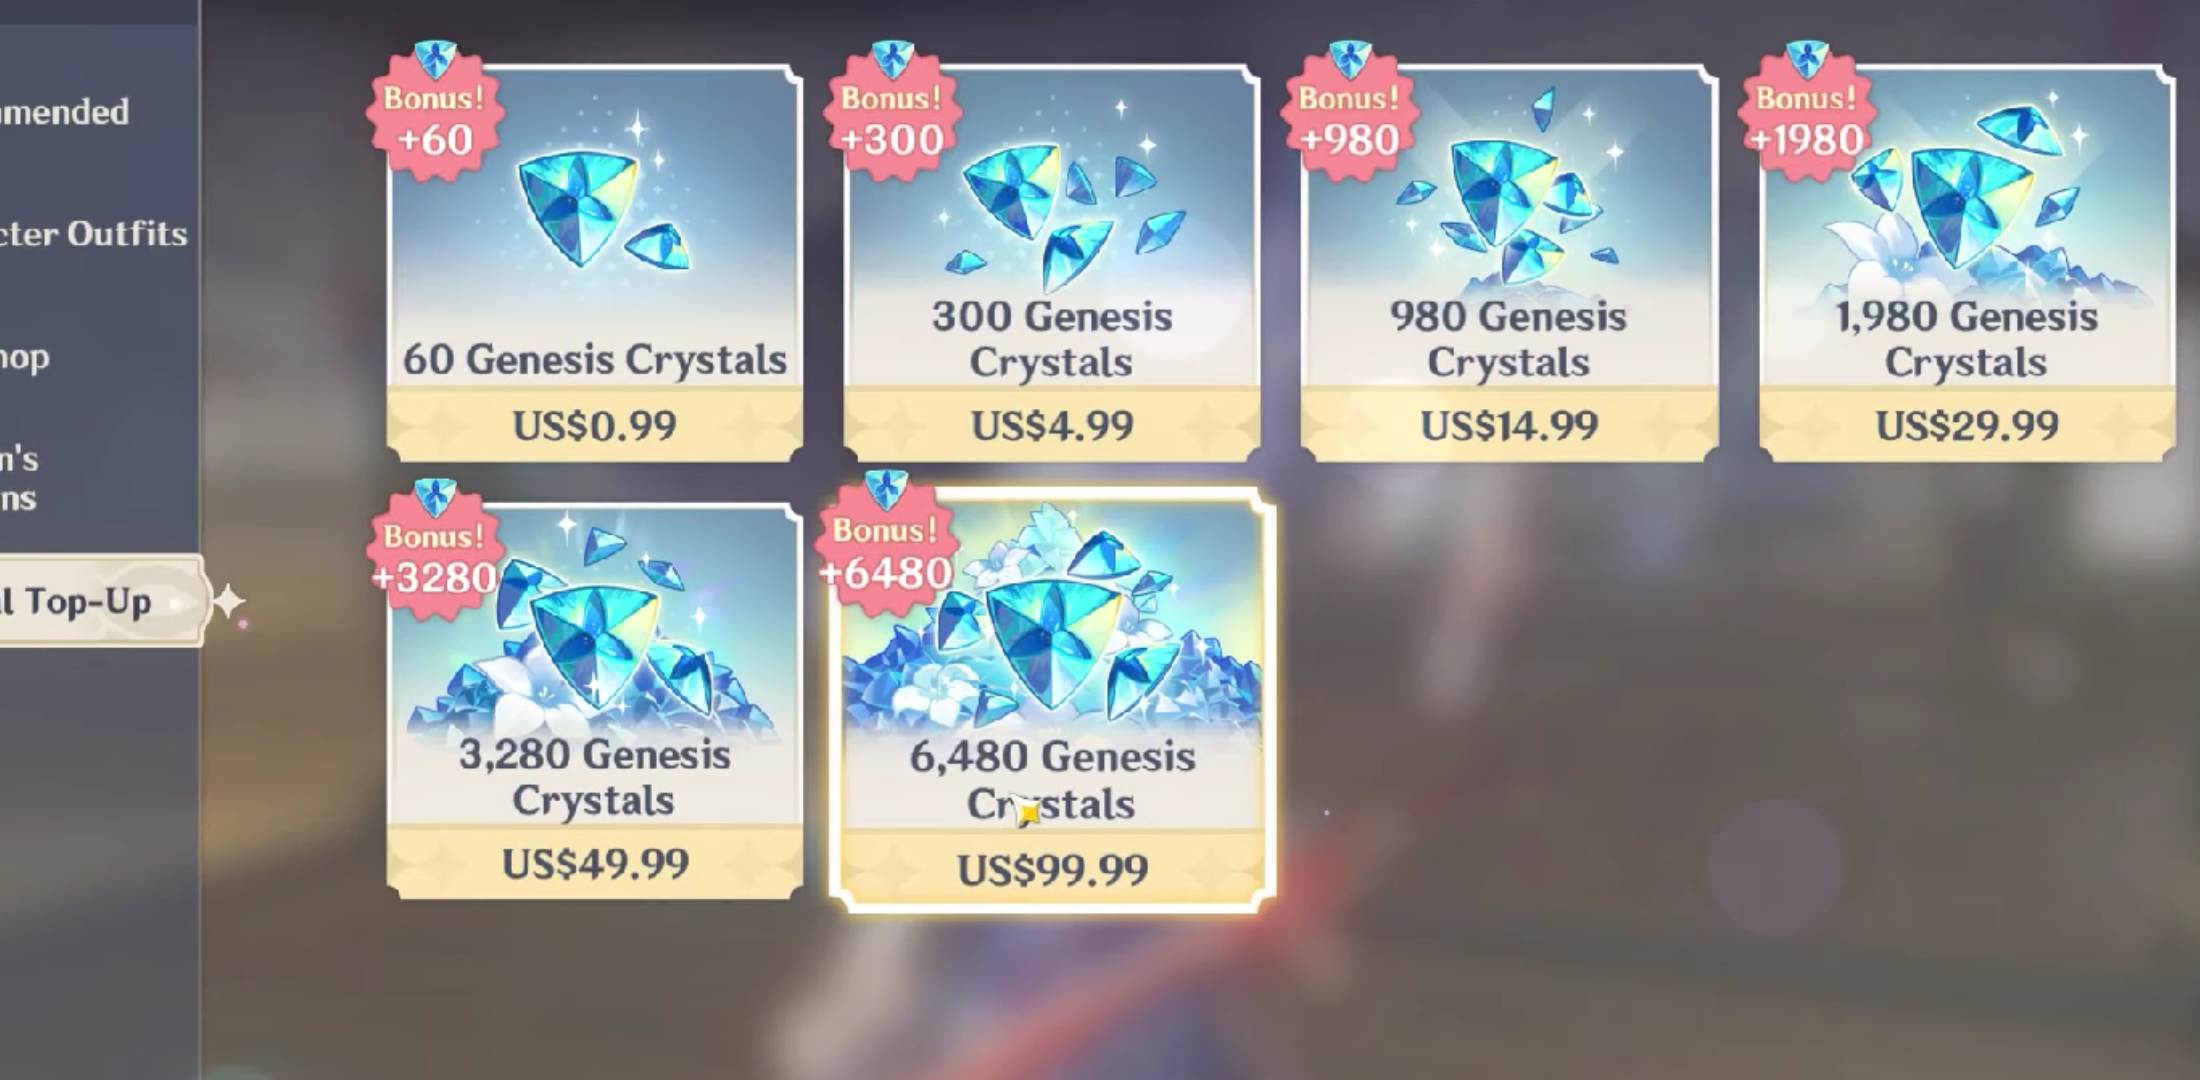 mmended
cter Outfits
hop
n's
ns
l Top-Up
Bonus!
+60
60 Genesis Crystals
US$0.99
Bonus!
+300
300 Genesis
Crystals
US$4.99
Bonus!
+980
980 Genesis
Crystals
US$14.99
Bonus!
+1980
1,980 Genesis
Crystals
US$29.99
Bonus!
+3280
3,280 Genesis
Crystals
US$49.99
Bonus!
+6480
6,480 Genesis
Crystals
US$99.99